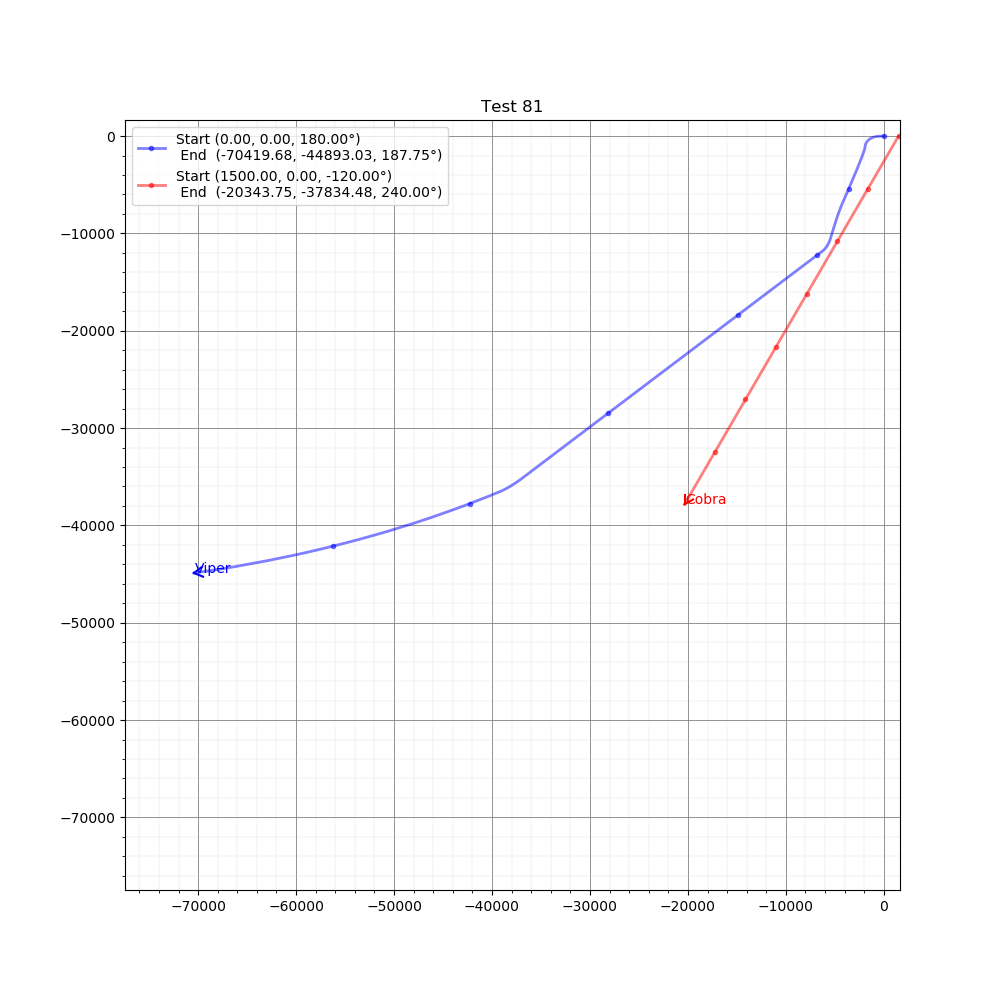 Test 81
Start (0.00, 0.00, 180.00°)
End (-70419.68, -44893.03, 187.75°)
Start (1500.00, 0.00, -120.00°)
End (-20343.75, -37834.48, 240.00°)
0
−10000
−20000
−30000
−40000
−50000
−60000
−70000
Cobra
Viper
−70000
−60000
−50000
−40000
−30000
−20000
−10000
0